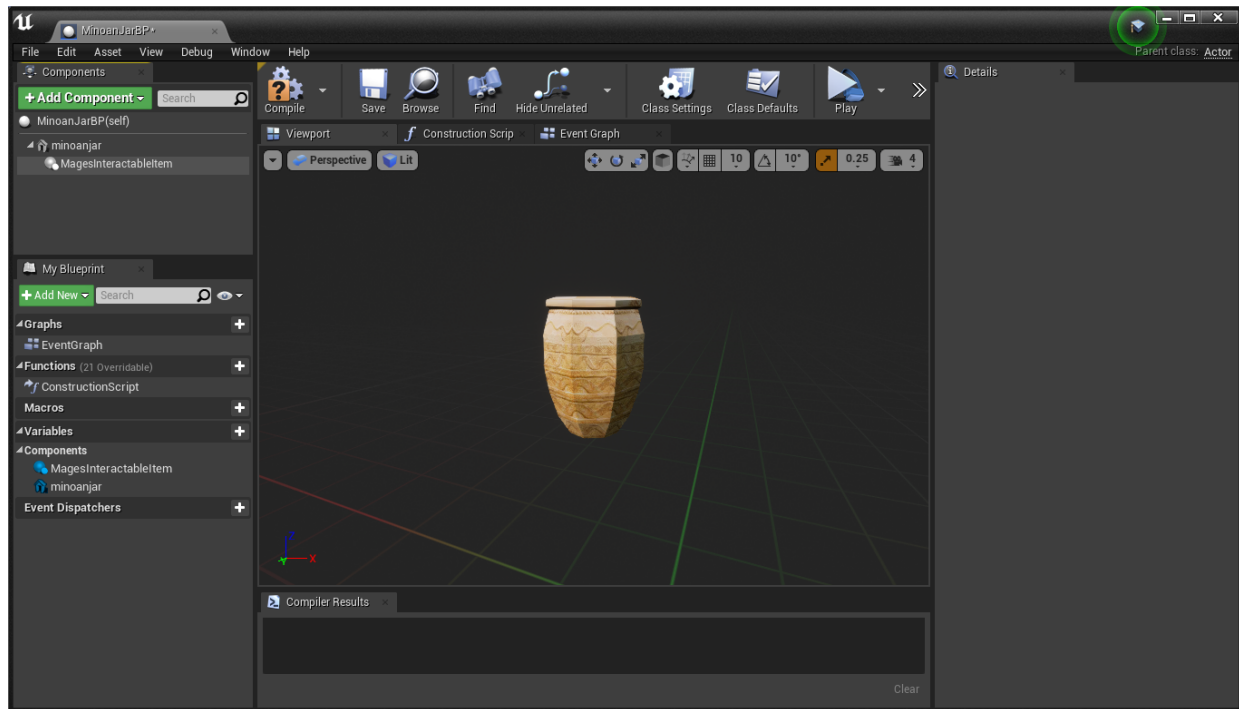 MinoanJarBP*
File Edit Asset View Debug Window Help
Parent class: Actor
Components
+Add Component
Search
MinoanJarBP(self)
minoanjar
MagesInteractableItem
My Blueprint
+Add New
Search
Graphs
EventGraph
Functions (21 Overridable)
ConstructionScript
Macros
Variables
Components
MagesInteractableItem
minoanjar
Event Dispatchers
Compile
Save
Browse
Find
Hide Unrelated
Class Settings
Class Defaults
Play
Viewport
Construction Scrip
Event Graph
Perspective
Lit
10
10°
0.25
4
Z
X
Y
Compiler Results
Clear
Details